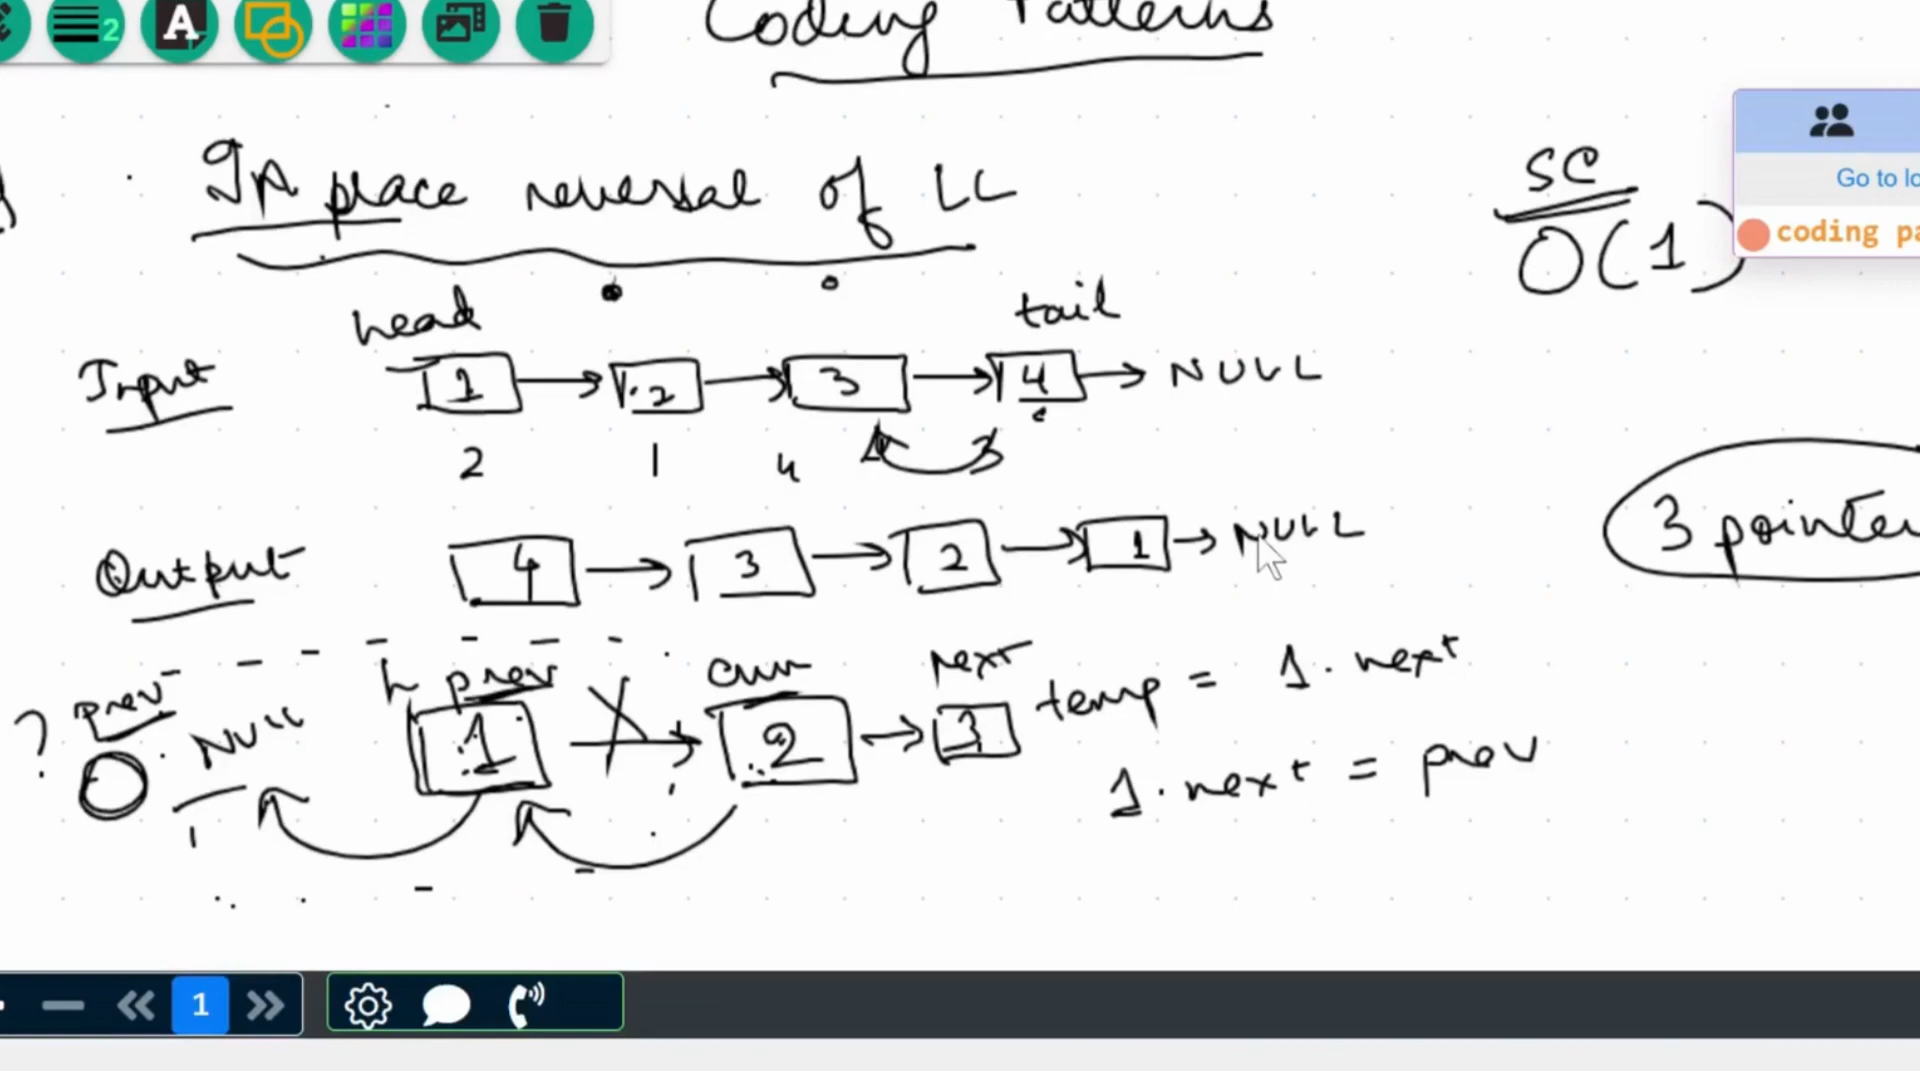 2
A
Coding Patterns
In place reversal of LL
SC
O(1)
Go to lo
coding pa
head
tail
Input 1 2 3 4 NULL
2 1 4 3
3 pointer
Output 4 3 2 1 NULL
? prev NULL h prev curr next
1 2 3
temp = 1.next
1.next = prev
1